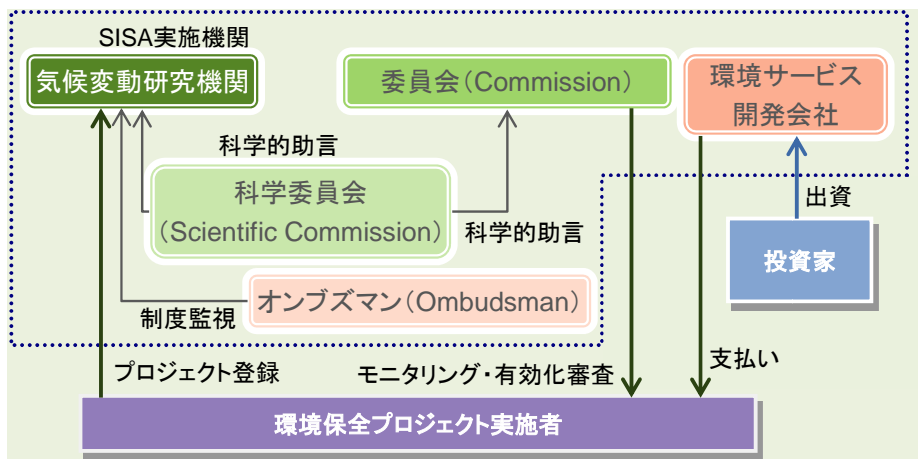 SISA実施機関
気候変動研究機関
委員会（Commission）
環境サービス
開発会社
科学的助言
科学委員会
（Scientific Commission）
科学的助言
出資
投資家
オンブズマン（Ombudsman）
制度監視
プロジェクト登録
モニタリング・有効化審査
支払い
環境保全プロジェクト実施者